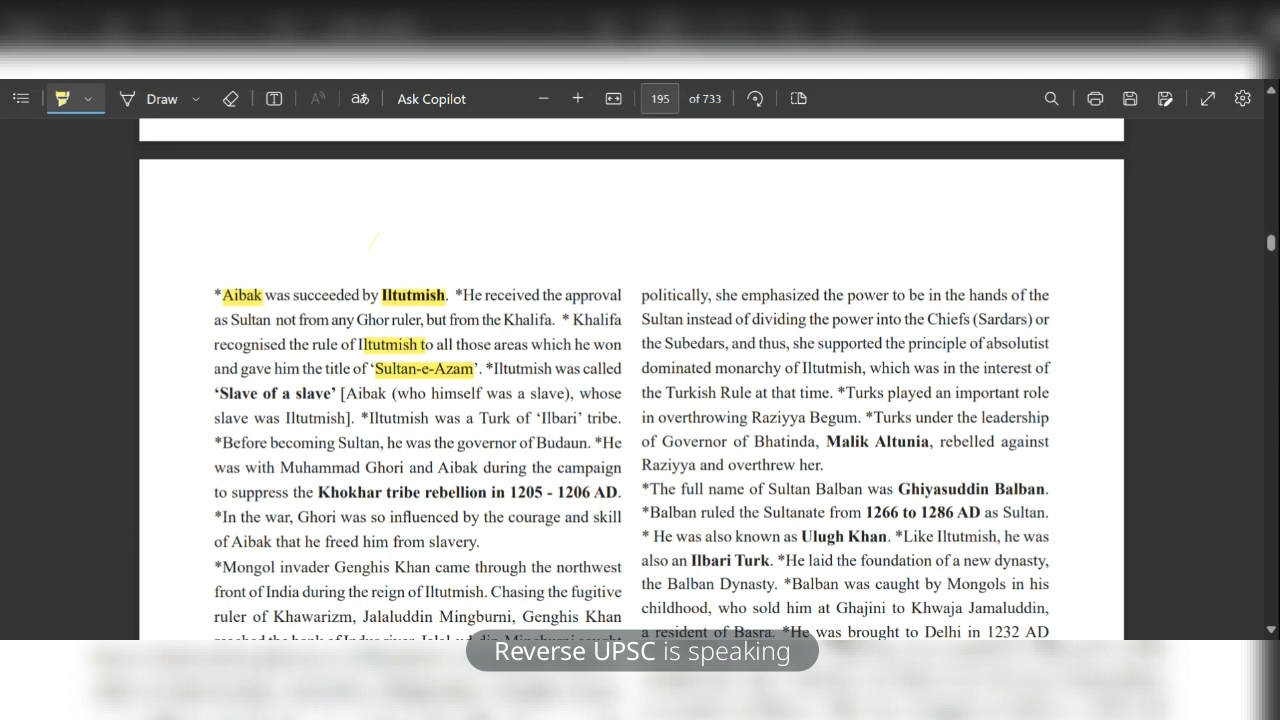 Draw
aあ
Ask Copilot
195 of 733
*Aibak was succeeded by Iltutmish. *He received the approval
as Sultan not from any Ghor ruler, but from the Khalifa. * Khalifa
recognised the rule of Iltutmish to all those areas which he won
and gave him the title of ‘Sultan-e-Azam’. *Iltutmish was called
‘Slave of a slave’ [Aibak (who himself was a slave), whose
slave was Iltutmish]. *Iltutmish was a Turk of ‘Ilbari’ tribe.
*Before becoming Sultan, he was the governor of Budaun. *He
was with Muhammad Ghori and Aibak during the campaign
to suppress the Khokhar tribe rebellion in 1205 - 1206 AD.
*In the war, Ghori was so influenced by the courage and skill
of Aibak that he freed him from slavery.
*Mongol invader Genghis Khan came through the northwest
front of India during the reign of Iltutmish. Chasing the fugitive
ruler of Khawarizm, Jalaluddin Mingburni, Genghis Khan
politically, she emphasized the power to be in the hands of the
Sultan instead of dividing the power into the Chiefs (Sardars) or
the Subedars, and thus, she supported the principle of absolutist
dominated monarchy of Iltutmish, which was in the interest of
the Turkish Rule at that time. *Turks played an important role
in overthrowing Raziyya Begum. *Turks under the leadership
of Governor of Bhatinda, Malik Altunia, rebelled against
Raziyya and overthrew her.
*The full name of Sultan Balban was Ghiyasuddin Balban.
*Balban ruled the Sultanate from 1266 to 1286 AD as Sultan.
* He was also known as Ulugh Khan. *Like Iltutmish, he was
also an Ilbari Turk. *He laid the foundation of a new dynasty,
the Balban Dynasty. *Balban was caught by Mongols in his
childhood, who sold him at Ghajini to Khwaja Jamaluddin,
a resident of Basra. *He was brought to Delhi in 1232 AD
Reverse UPSC is speaking